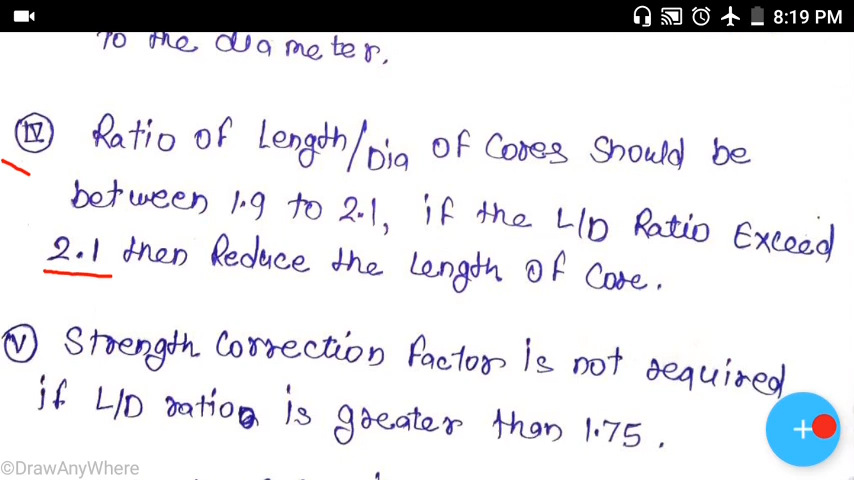 8:19 PM
To the diameter.
IV Ratio of Length/Dia of Cores Should be
between 1.9 to 2.1, if the L/D Ratio Exceed
2.1 then Reduce the Length of Core.
V Strength Correction factor is not required
if L/D ratio is greater than 1.75.
©DrawAnyWhere